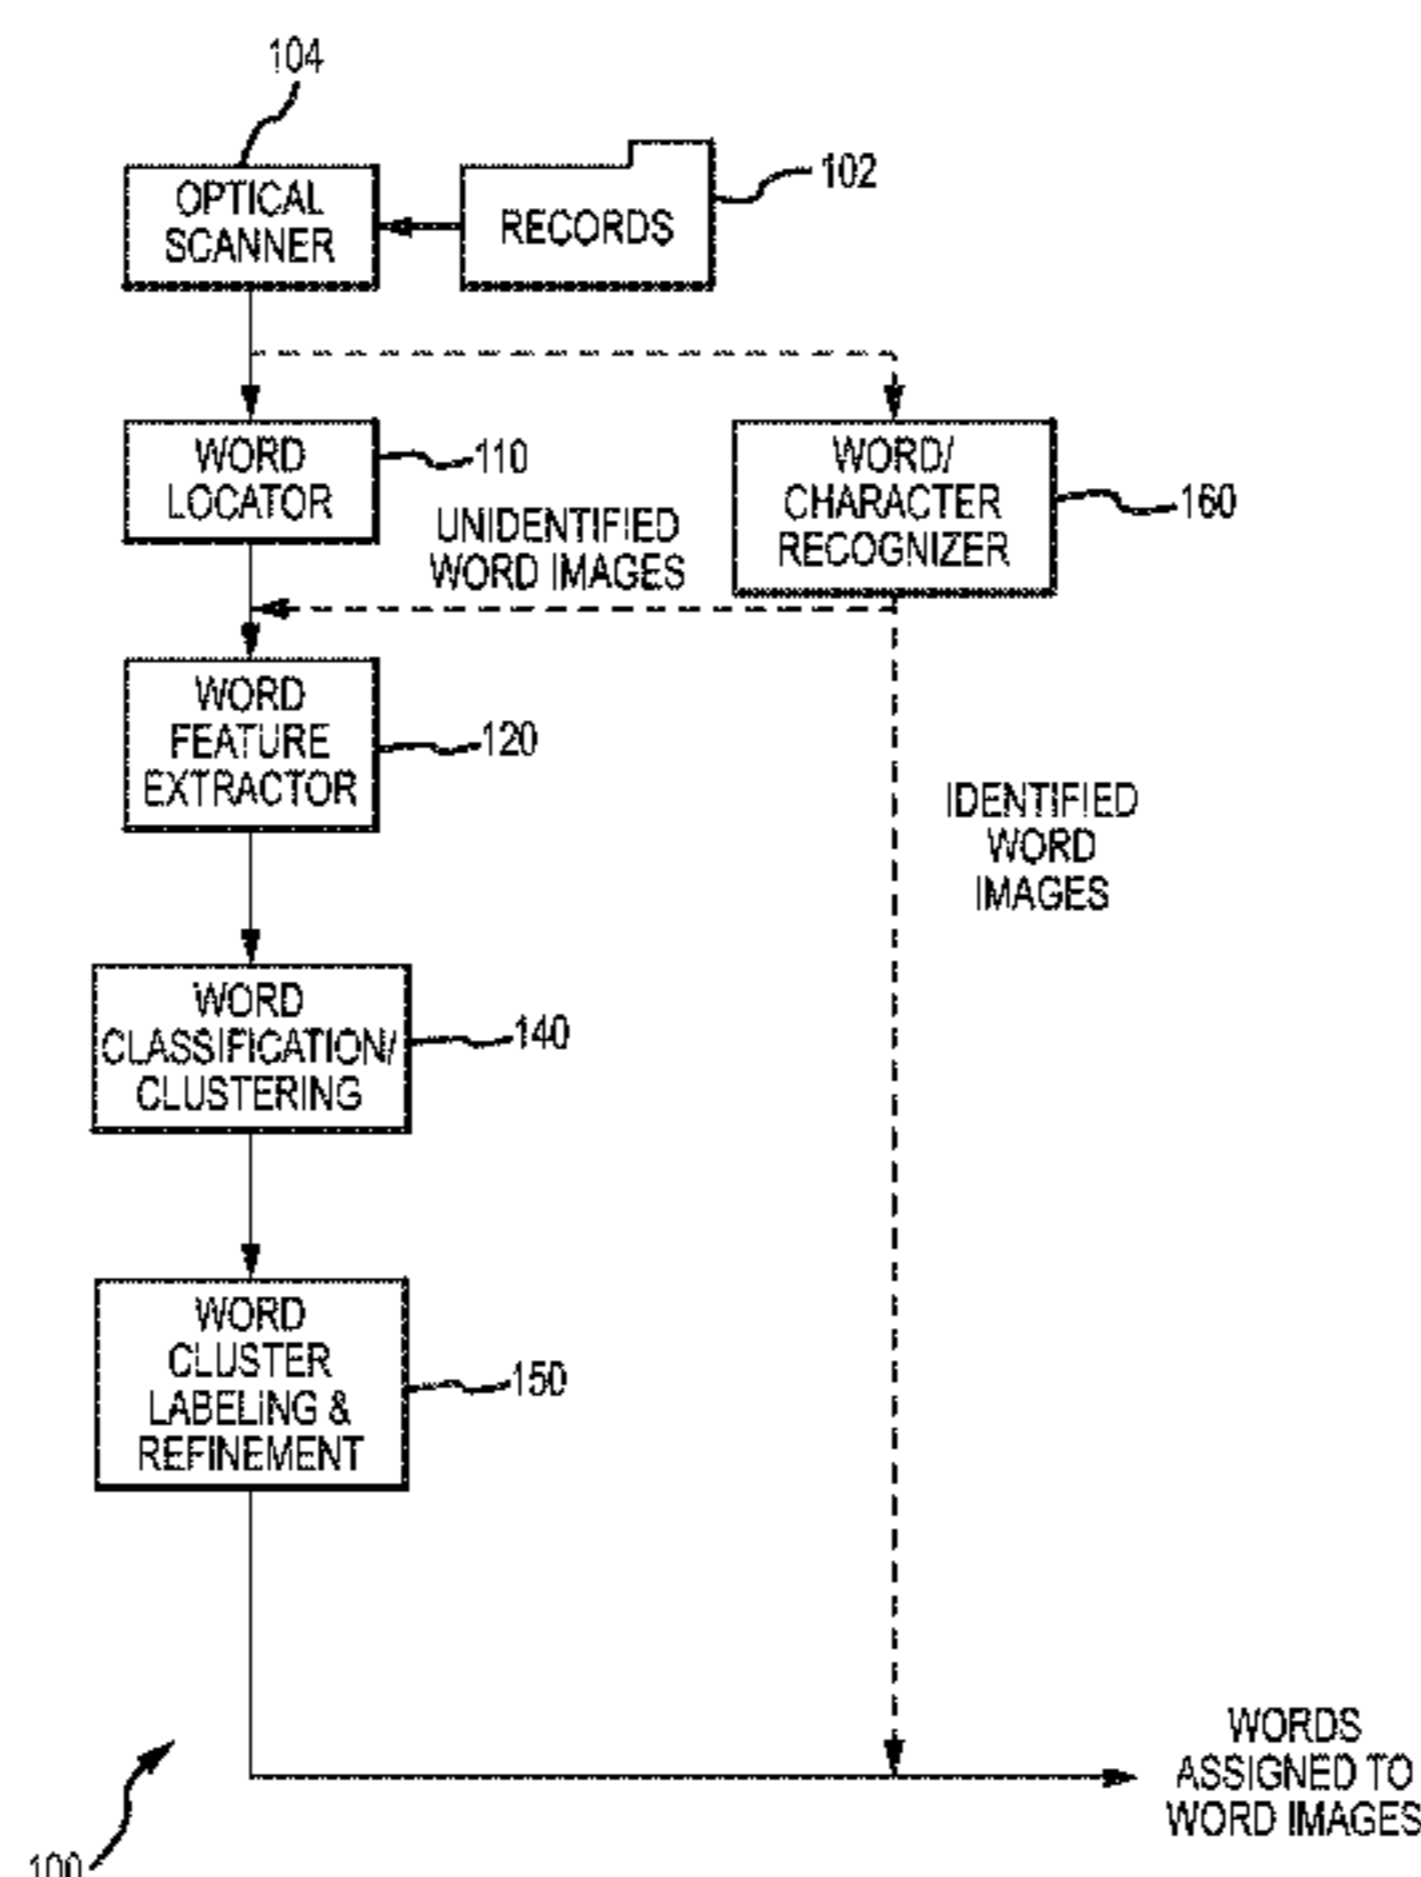 104
OPTICAL
SCANNER
RECORDS
102
WORD
LOCATOR
110
WORD/
CHARACTER
RECOGNIZER
160
UNIDENTIFIED
WORD IMAGES
WORD
FEATURE
EXTRACTOR
120
IDENTIFIED
WORD
IMAGES
WORD
CLASSIFICATION/
CLUSTERING
140
WORD
CLUSTER
LABELING &
REFINEMENT
150
WORDS
ASSIGNED TO
WORD IMAGES
100